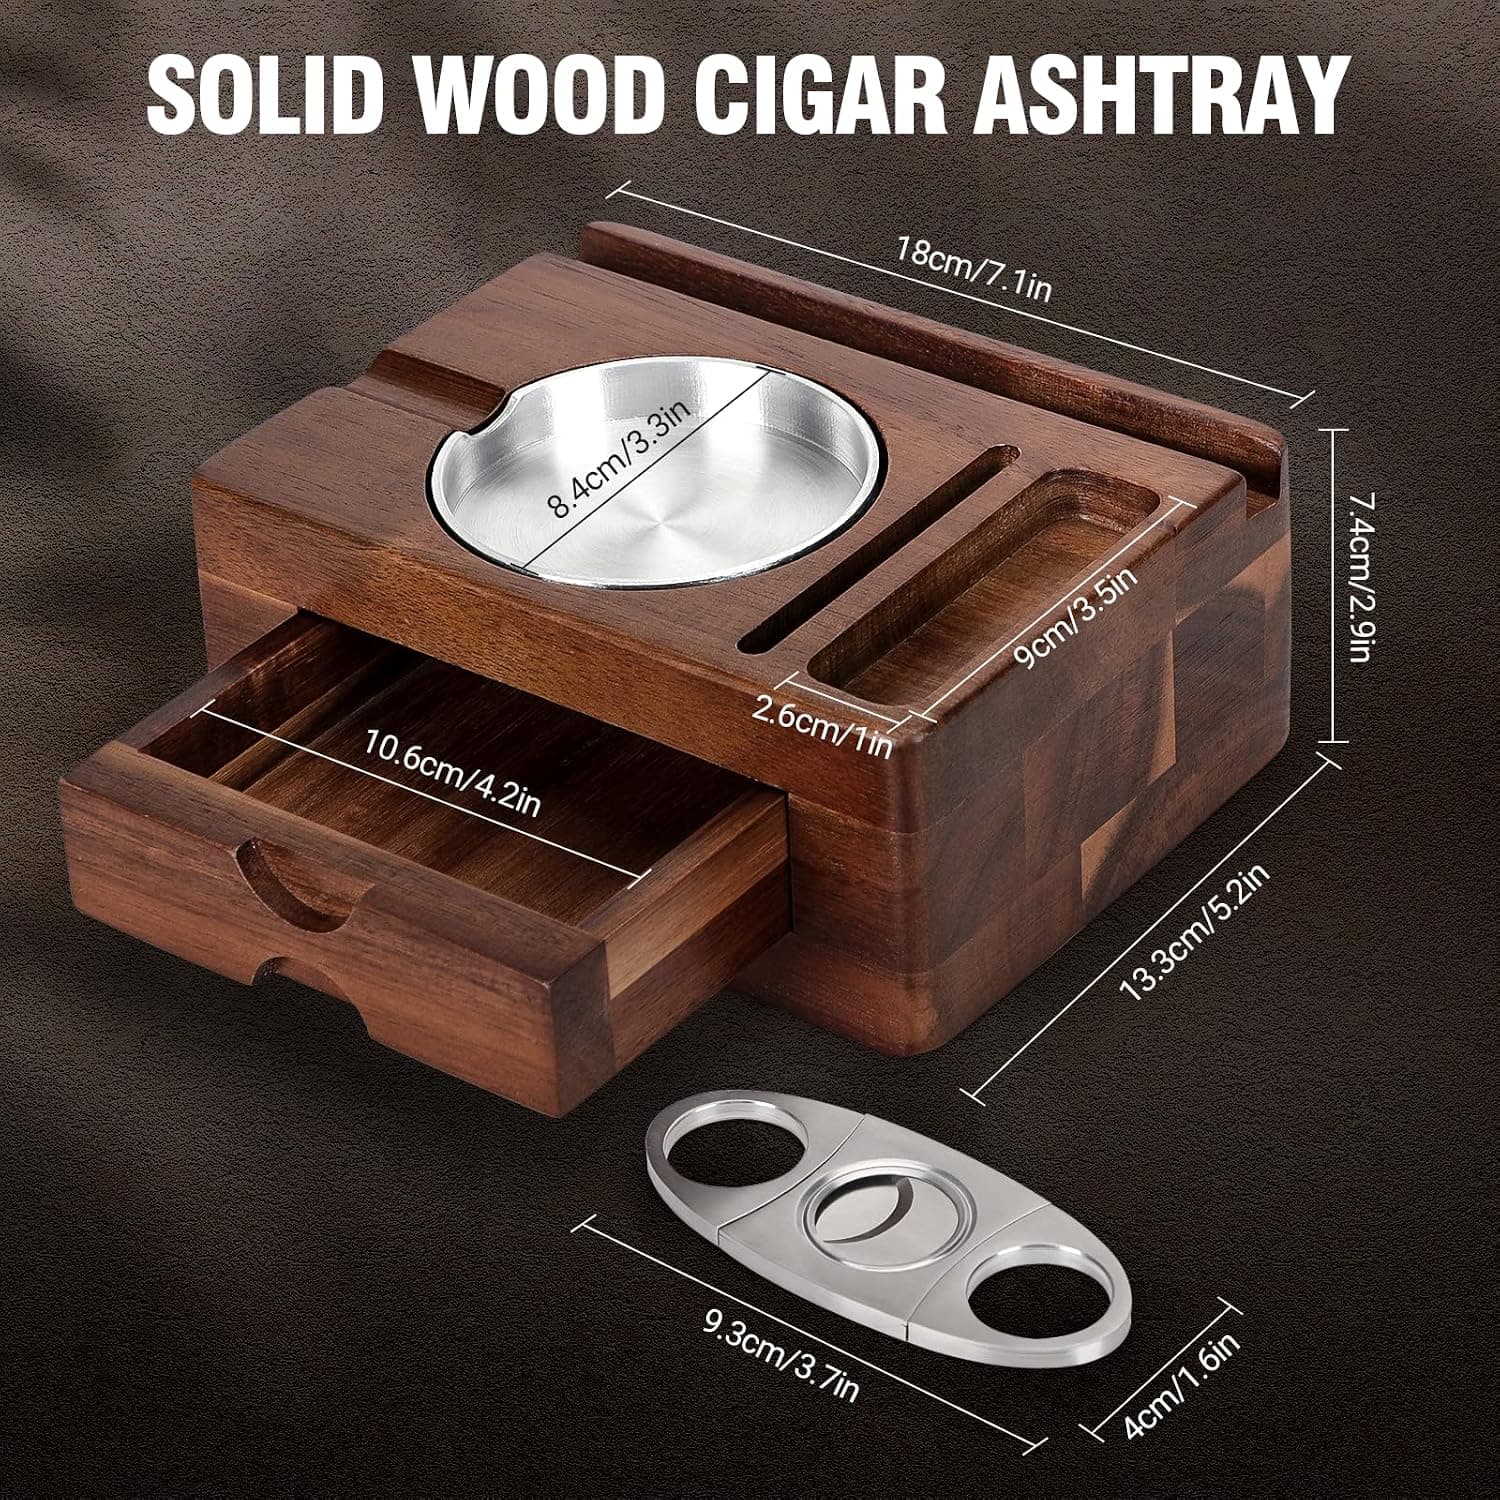 SOLID WOOD CIGAR ASHTRAY
18cm/7.1in
8.4cm/3.3in
7.4cm/2.9in
9cm/3.5in
2.6cm/1in
10.6cm/4.2in
13.3cm/5.2in
9.3cm/3.7in
4cm/1.6in